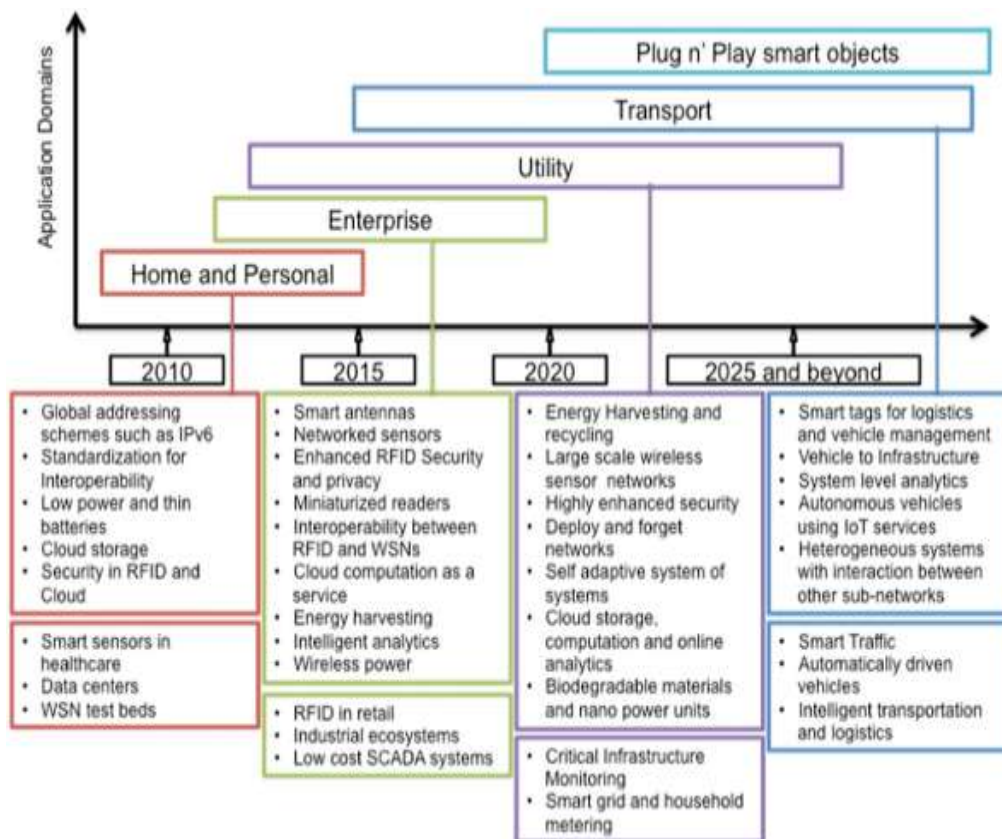 Application Domains
Plug n' Play smart objects
Transport
Utility
Enterprise
Home and Personal
2010
2015
2020
2025 and beyond
• Global addressing
schemes such as IPv6
• Standardization for
Interoperability
• Low power and thin
batteries
• Cloud storage
• Security in RFID and
Cloud
• Smart sensors in
healthcare
• Data centers
• WSN test beds
• Smart antennas
• Networked sensors
• Enhanced RFID Security
and privacy
• Miniaturized readers
• Interoperability between
RFID and WSNs
• Cloud computation as a
service
• Energy harvesting
• Intelligent analytics
• Wireless power
• RFID in retail
• Industrial ecosystems
• Low cost SCADA systems
• Energy Harvesting and
recycling
• Large scale wireless
sensor networks
• Highly enhanced security
• Deploy and forget
networks
• Self adaptive system of
systems
• Cloud storage,
computation and online
analytics
• Biodegradable materials
and nano power units
• Critical Infrastructure
Monitoring
• Smart grid and household
metering
• Smart tags for logistics
and vehicle management
• Vehicle to Infrastructure
• System level analytics
• Autonomous vehicles
using IoT services
• Heterogeneous systems
with interaction between
other sub-networks
• Smart Traffic
• Automatically driven
vehicles
• Intelligent transportation
and logistics